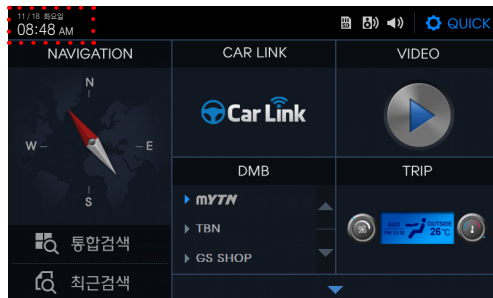 11/18 화요일
08:48 AM
QUICK
NAVIGATION
CAR LINK
VIDEO
N
W
E
S
Car Link
DMB
TRIP
mYTN
TBN
GS SHOP
AUX
OUTSIDE
26°C
통합검색
최근검색